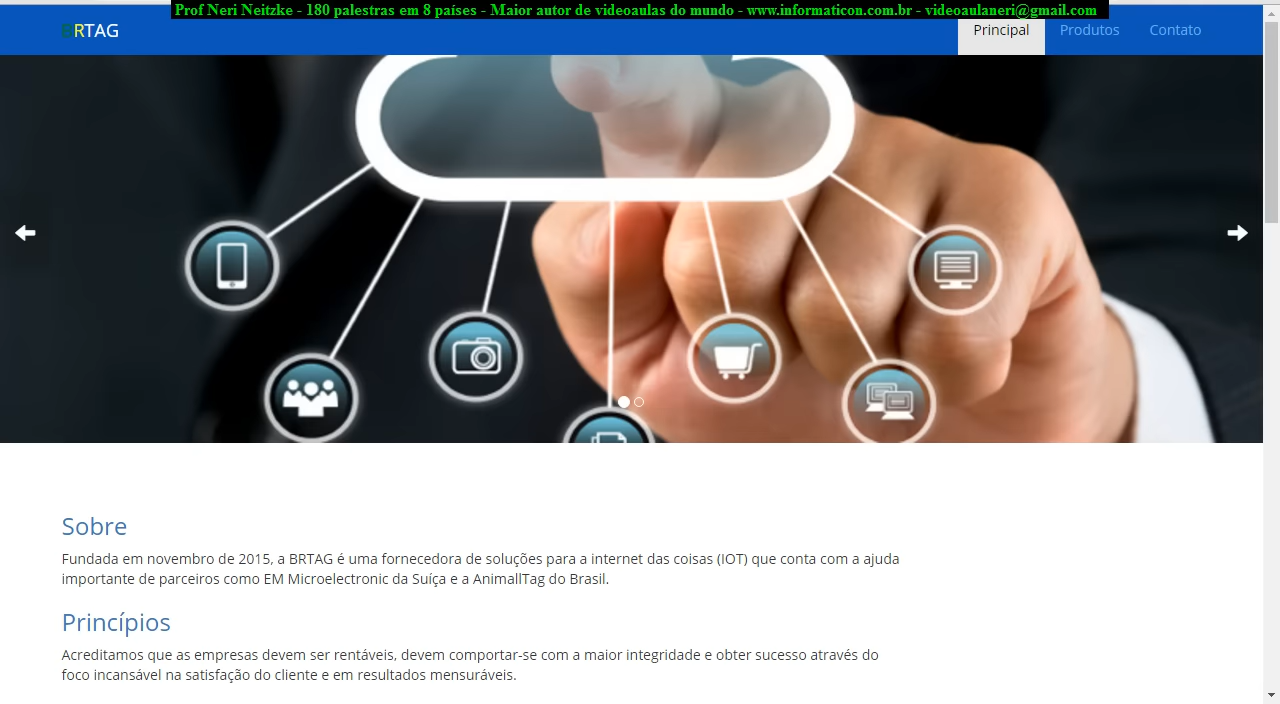 Prof Neri Neitzke - 180 palestras em 8 países - Maior autor de videoaulas do mundo - www.informaticon.com.br - videoaulaneri@gmail.com
BRTAG
Principal
Produtos
Contato
Sobre
Fundada em novembro de 2015, a BRTAG é uma fornecedora de soluções para a internet das coisas (IOT) que conta com a ajuda
importante de parceiros como EM Microelectronic da Suíça e a AnimallTag do Brasil.
Princípios
Acreditamos que as empresas devem ser rentáveis, devem comportar-se com a maior integridade e obter sucesso através do
foco incansável na satisfação do cliente e em resultados mensuráveis.